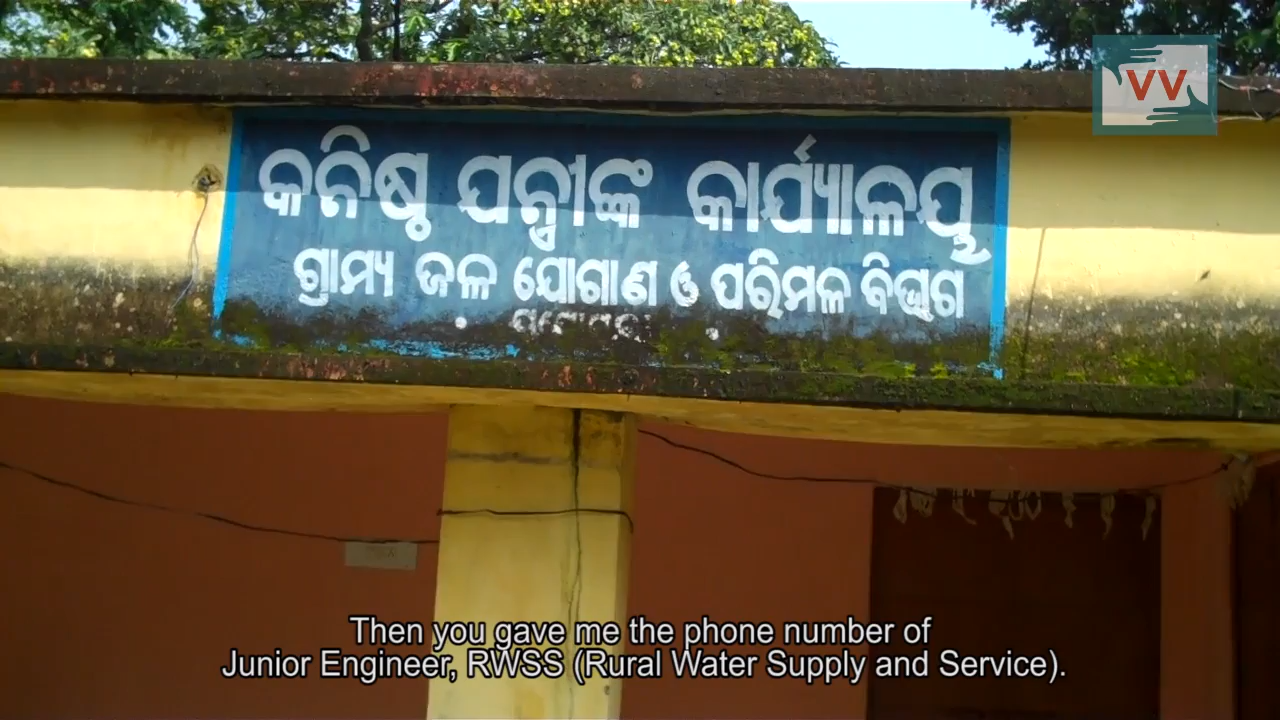 VV
କନିଷ୍ଠ ଯନ୍ତ୍ରୀଙ୍କ କାର୍ଯ୍ୟାଳୟ
ଗ୍ରାମ୍ୟ ଜଳ ଯୋଗାଣ ଓ ପରିମଳ ବିଭାଗ
Then you gave me the phone number of
Junior Engineer, RWSS (Rural Water Supply and Service).